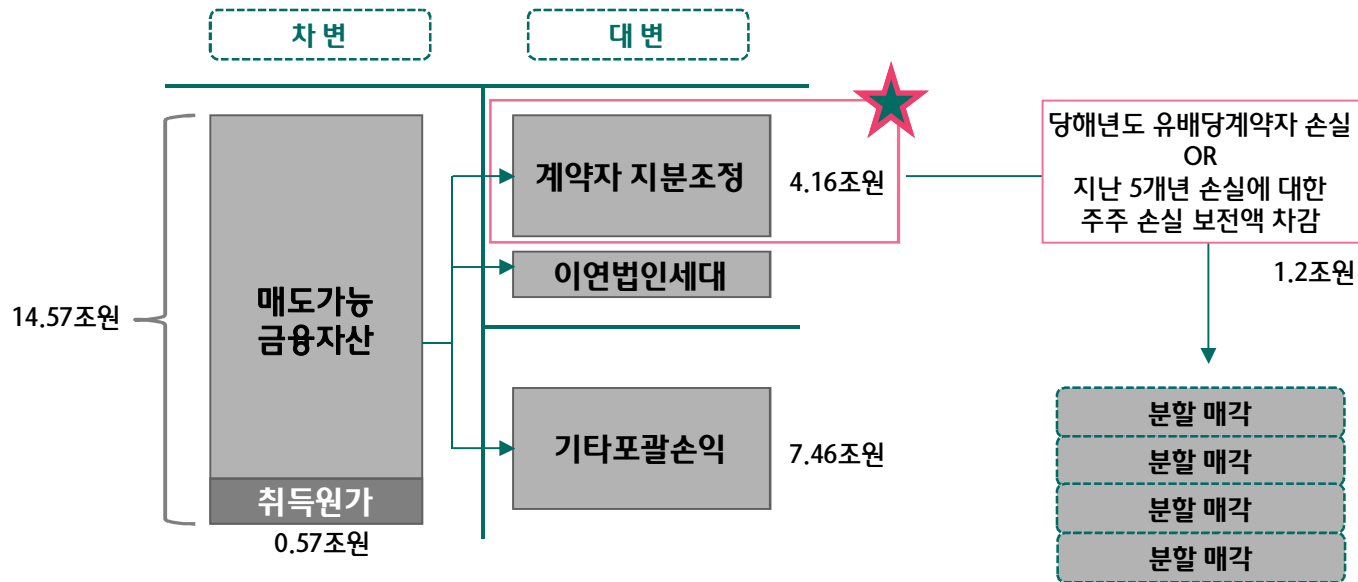 차 변
대 변
14.57조원
매도가능
금융자산
취득원가
0.57조원
계약자 지분조정
4.16조원
이연법인세대
기타포괄손익
7.46조원
당해년도 유배당계약자 손실
OR
지난 5개년 손실에 대한
주주 손실 보전액 차감
1.2조원
분할 매각
분할 매각
분할 매각
분할 매각